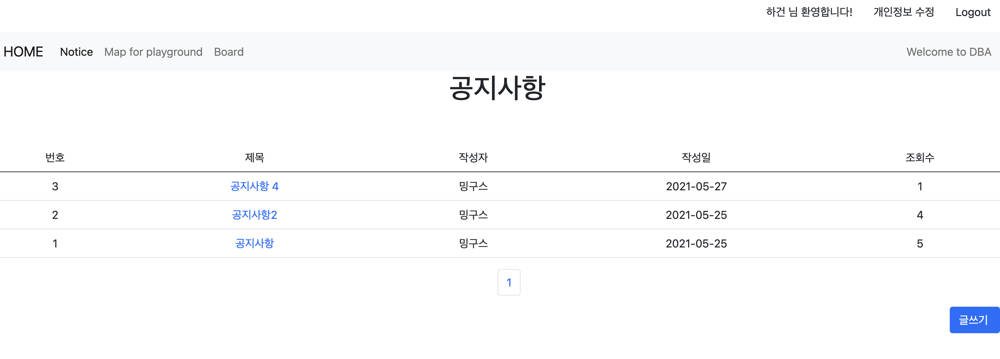 하건 님 환영합니다! 개인정보 수정 Logout
HOME Notice Map for playground Board Welcome to DBA
공지사항
번호 제목 작성자 작성일 조회수
3 공지사항 4 밍구스 2021-05-27 1
2 공지사항2 밍구스 2021-05-25 4
1 공지사항 밍구스 2021-05-25 5
1
글쓰기